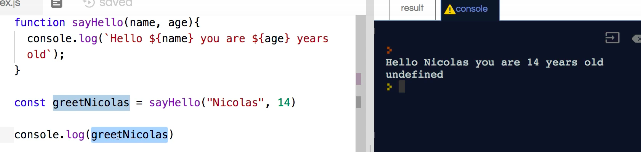 ex.js
saved
function sayHello(name, age){
console.log(`Hello ${name} you are ${age} years
old`);
}
const greetNicolas = sayHello("Nicolas", 14)
console.log(greetNicolas)
result
console
Hello Nicolas you are 14 years old
undefined